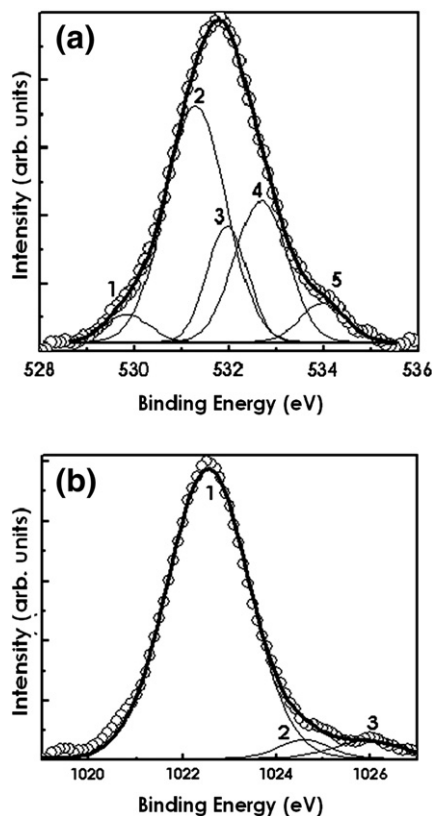 (a)
Intensity (arb. units)
1
2
3
4
5
528 530 532 534 536
Binding Energy (eV)
(b)
Intensity (arb. units)
1
2
3
1020 1022 1024 1026
Binding Energy (eV)